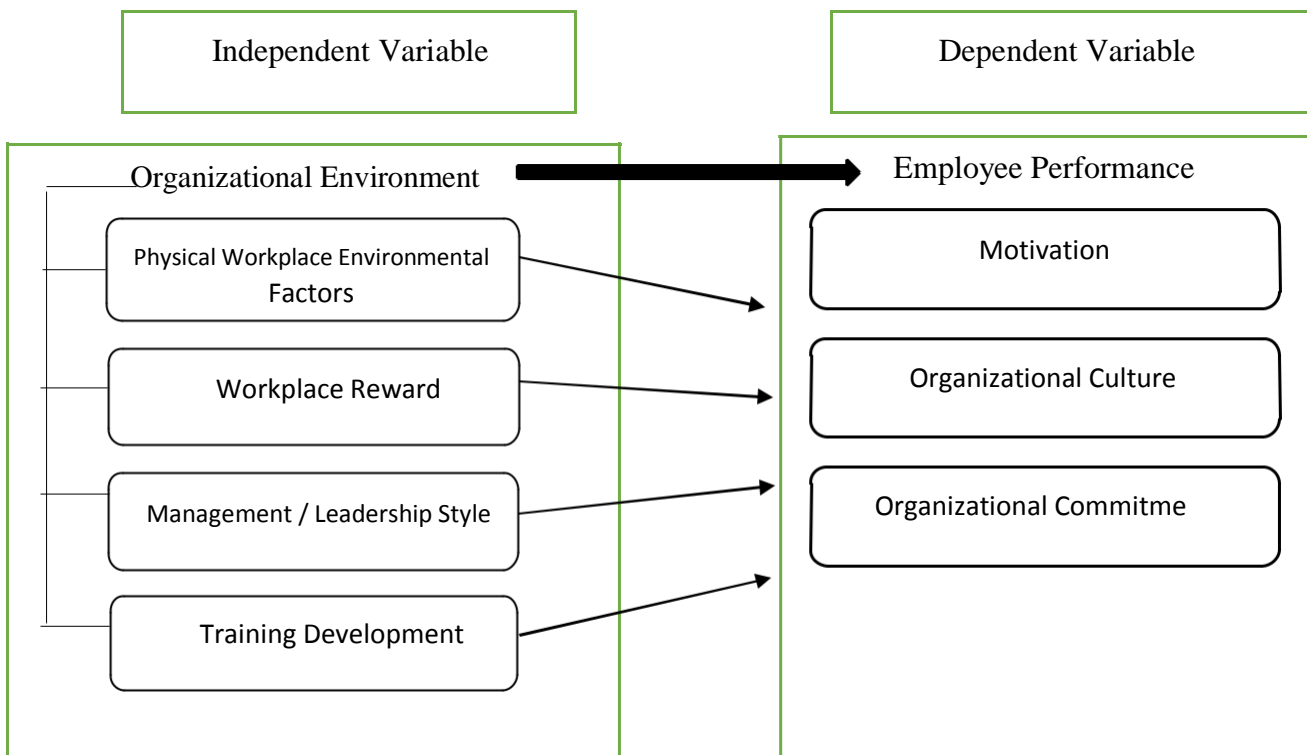 Independent Variable
Dependent Variable
Organizational Environment
Employee Performance
Physical Workplace Environmental
Factors
Workplace Reward
Management / Leadership Style
Training Development
Motivation
Organizational Culture
Organizational Commitme